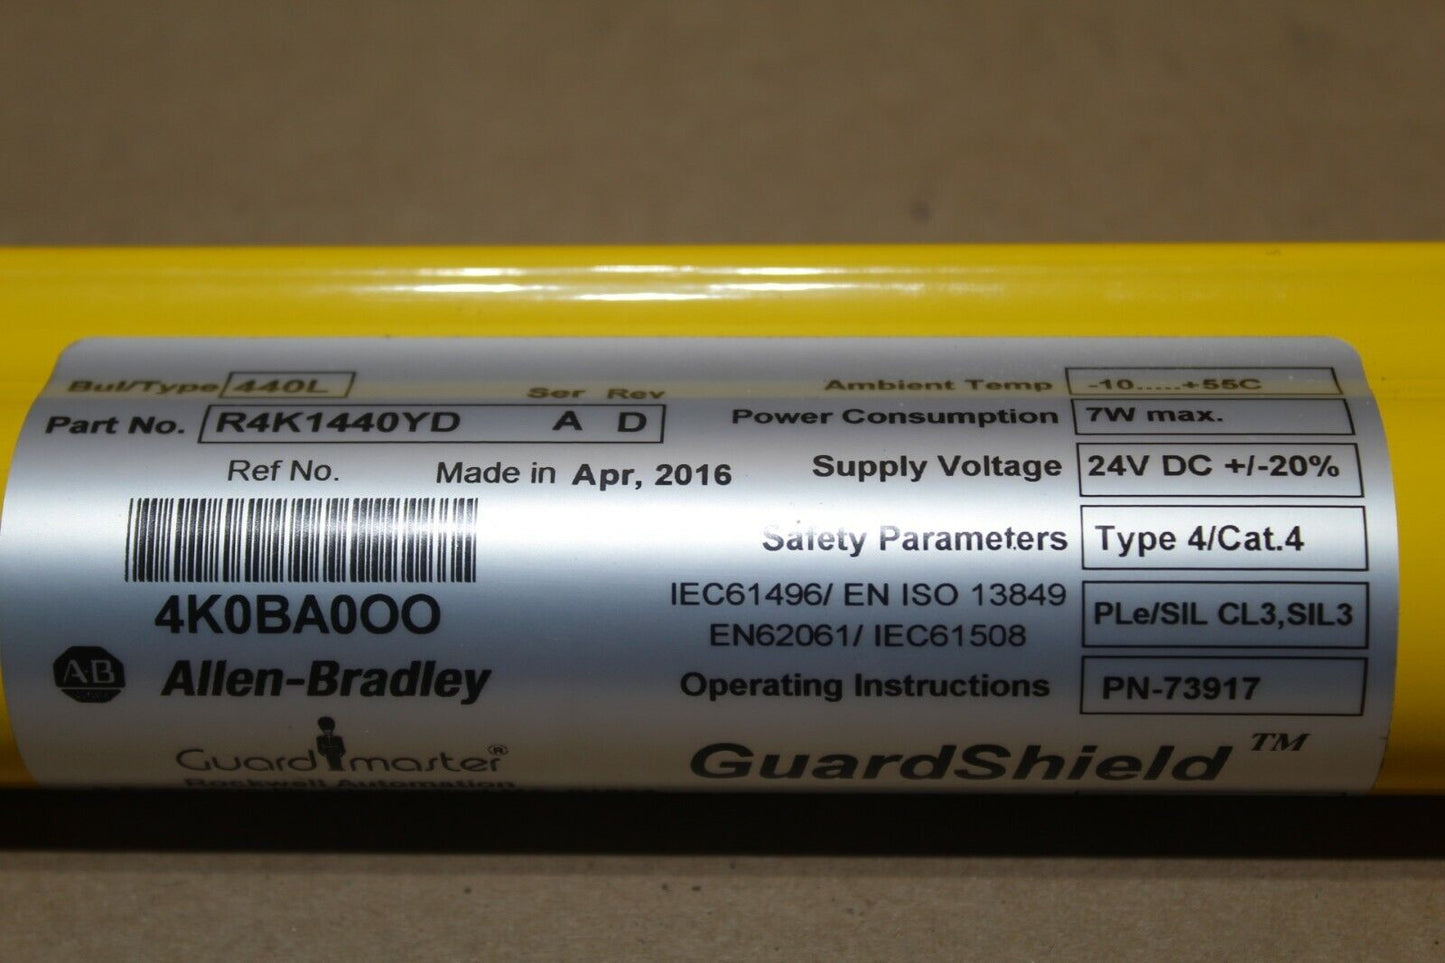 Bul/Type 440L
Ser Rev
Part No. R4K1440YD A D
Ref No. Made in Apr, 2016
4K0BA0OO
A-B Allen-Bradley
Guardmaster®
Rockwell Automation
Ambient Temp -10.....+55C
Power Consumption 7W max.
Supply Voltage 24V DC +/-20%
Safety Parameters Type 4/Cat.4
IEC61496/ EN ISO 13849
EN62061/ IEC61508
PLe/SIL CL3,SIL3
Operating Instructions PN-73917
GuardShield™